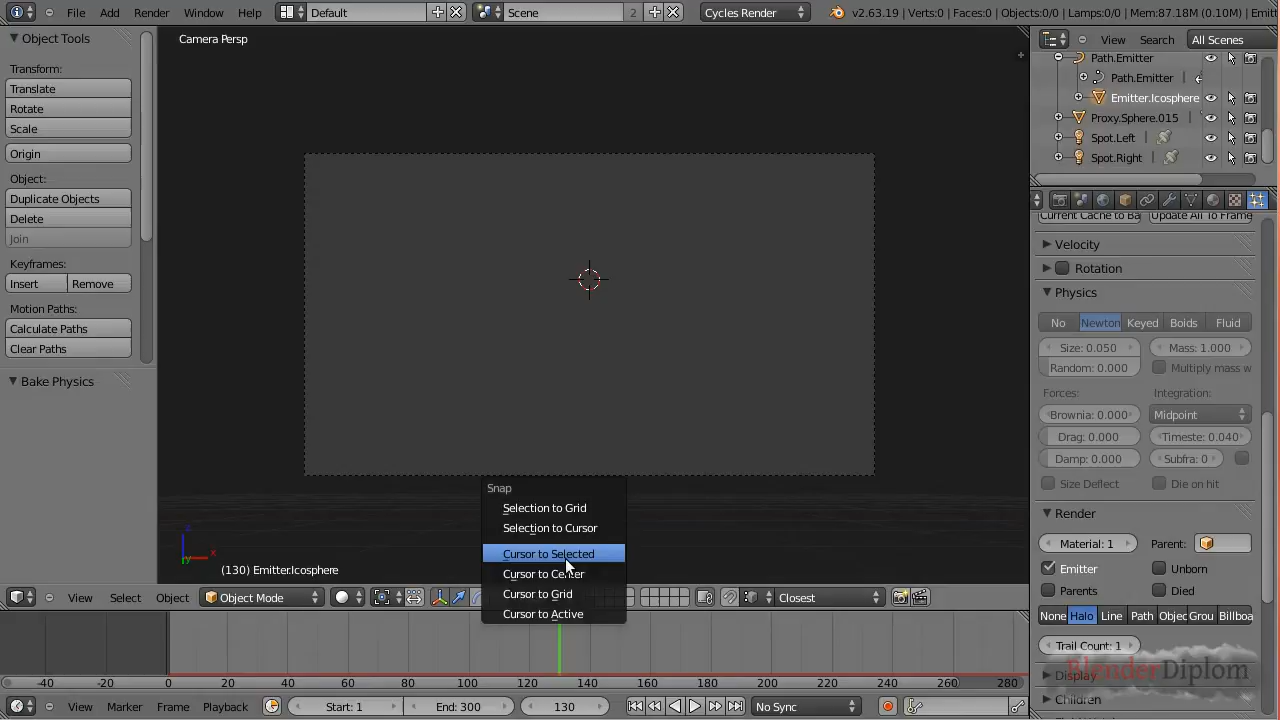 File Add Render Window Help
Default
Scene 2
Cycles Render
v2.63.19 | Verts:0 | Faces:0 | Objects:0/0 | Lamps:0/0 | Mem:87.18M (0.10M) | Emitt
Object Tools
Transform:
Translate
Rotate
Scale
Origin
Object:
Duplicate Objects
Delete
Join
Keyframes:
Insert Remove
Motion Paths:
Calculate Paths
Clear Paths
Bake Physics
Camera Persp
Snap
Selection to Grid
Selection to Cursor
Cursor to Selected
Cursor to Center
Cursor to Grid
Cursor to Active
z
x
y
(130) Emitter.Icosphere
View Select Object Object Mode Closest
-40 -20 0 20 40 60 80 100 120 140 160 180 200 220 240 260 280
View Marker Frame Playback Start: 1 End: 300 130 No Sync
View Search All Scenes
Path.Emitter
Path.Emitter
Emitter.Icosphere
Proxy.Sphere.015
Spot.Left
Spot.Right
Current Cache to Ba Update All To Frame
Velocity
Rotation
Physics
No Newton Keyed Boids Fluid
Size: 0.050 Mass: 1.000
Random: 0.000 Multiply mass w
Forces: Integration:
Brownia: 0.000 Midpoint
Drag: 0.000 Timeste: 0.040
Damp: 0.000 Subfra: 0
Size Deflect Die on hit
Render
Material: 1 Parent:
Emitter Unborn
Parents Died
None Halo Line Path Objec Grou Billboa
Trail Count: 1
Display
Children
BlenderDiplom